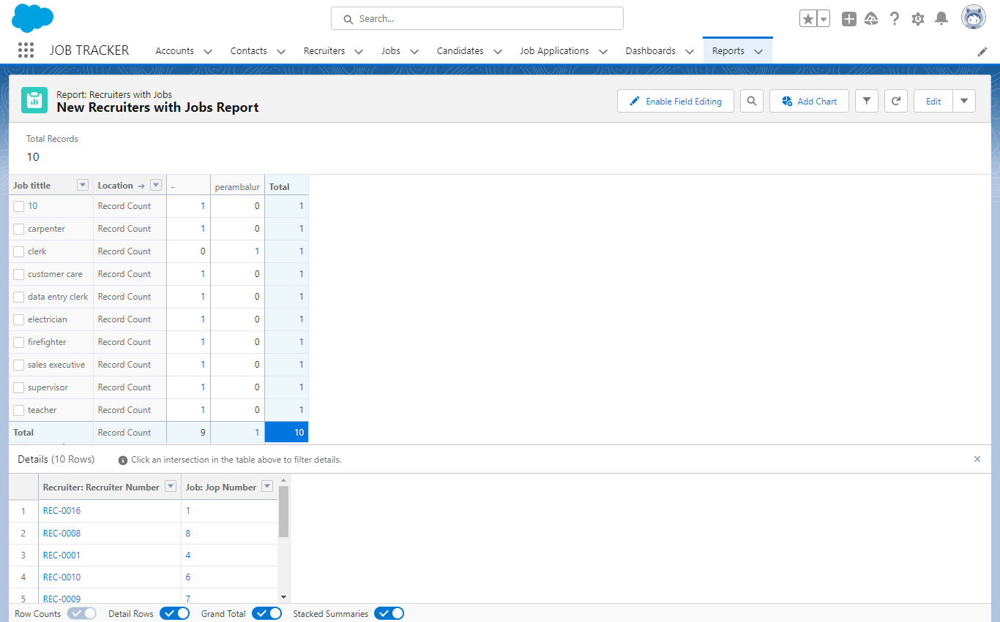 Search...
JOB TRACKER Accounts Contacts Recruiters Jobs Candidates Job Applications Dashboards Reports
Report: Recruiters with Jobs
New Recruiters with Jobs Report
Enable Field Editing Add Chart Edit
Total Records
10
Job tittle Location → - perambalur Total
10 Record Count 1 0 1
carpenter Record Count 1 0 1
clerk Record Count 0 1 1
customer care Record Count 1 0 1
data entry clerk Record Count 1 0 1
electrician Record Count 1 0 1
firefighter Record Count 1 0 1
sales executive Record Count 1 0 1
supervisor Record Count 1 0 1
teacher Record Count 1 0 1
Total Record Count 9 1 10
Details (10 Rows) Click an intersection in the table above to filter details.
Recruiter: Recruiter Number Job: Jop Number
1 REC-0016 1
2 REC-0008 8
3 REC-0001 4
4 REC-0010 6
5 REC-0009 7
Row Counts Detail Rows Grand Total Stacked Summaries